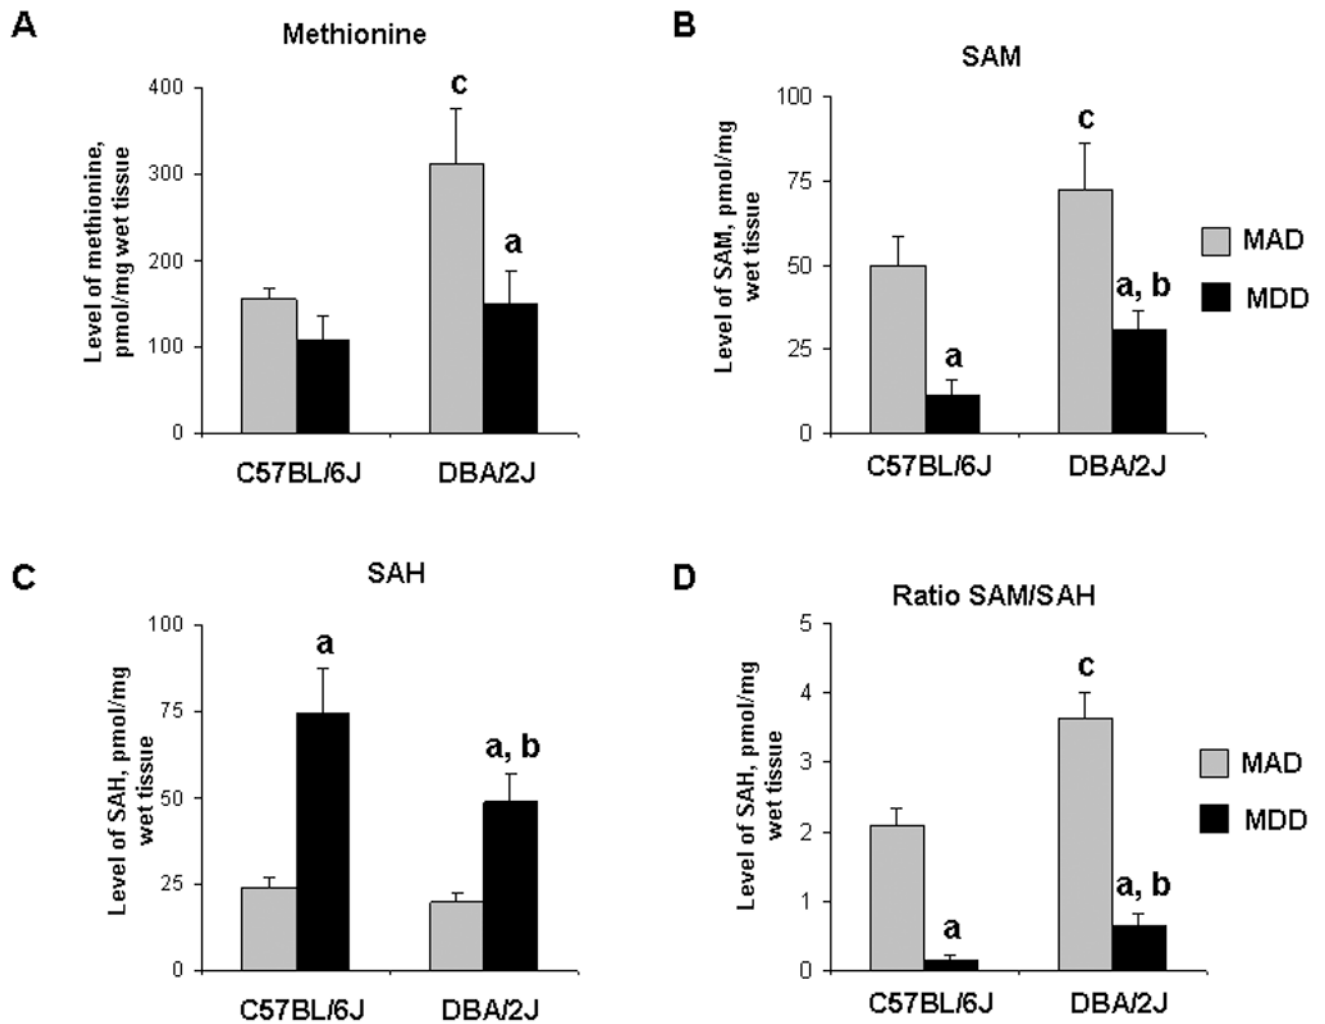 A
Methionine
Level of methionine,
pmol/mg wet tissue
400
300
200
100
0
c
a
C57BL/6J
DBA/2J
B
SAM
Level of SAM, pmol/mg
wet tissue
100
75
50
25
0
a
c
a, b
C57BL/6J
DBA/2J
MAD
MDD
C
SAH
Level of SAH, pmol/mg
wet tissue
100
75
50
25
0
a
a, b
C57BL/6J
DBA/2J
D
Ratio SAM/SAH
Level of SAH, pmol/mg
wet tissue
5
4
3
2
1
0
a
c
a, b
C57BL/6J
DBA/2J
MAD
MDD